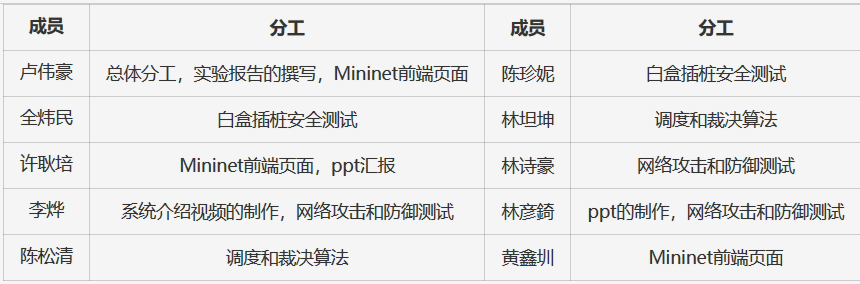 成员 分工 成员 分工
卢伟豪 总体分工，实验报告的撰写，Mininet前端页面 陈珍妮 白盒插桩安全测试
全炜民 白盒插桩安全测试 林坦坤 调度和裁决算法
许耿培 Mininet前端页面，ppt汇报 林诗豪 网络攻击和防御测试
李烨 系统介绍视频的制作，网络攻击和防御测试 林彦錡 ppt的制作，网络攻击和防御测试
陈松清 调度和裁决算法 黄鑫圳 Mininet前端页面